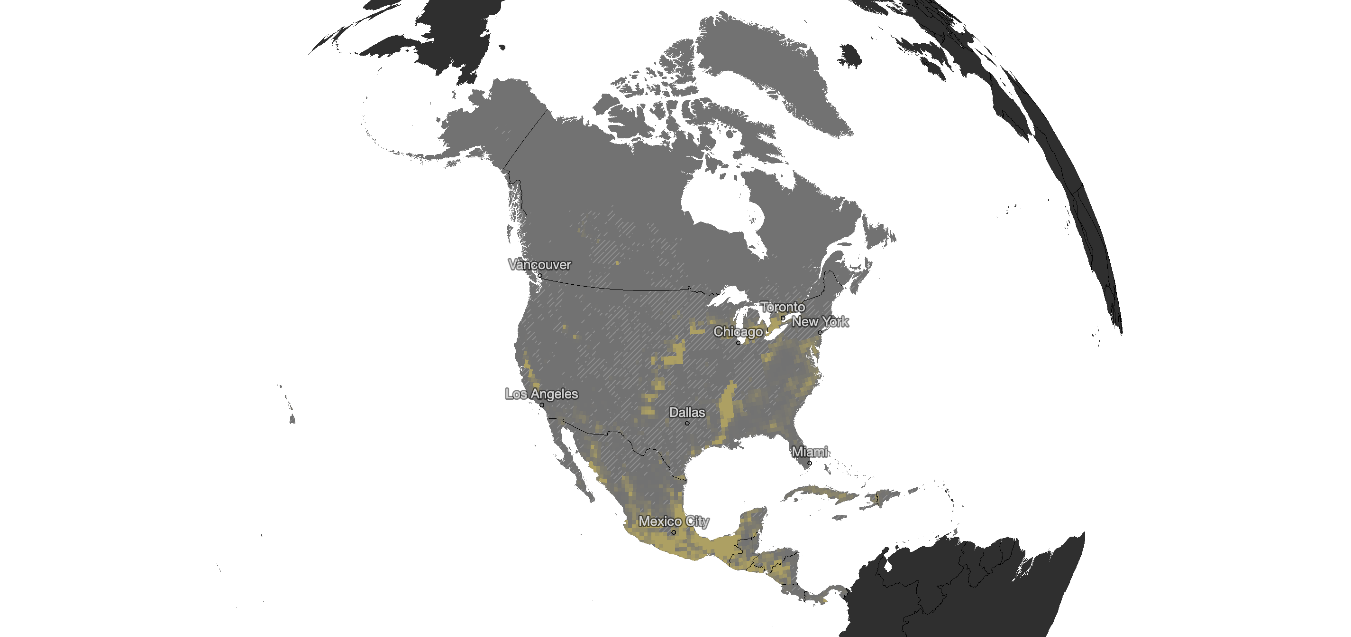 Vancouver
Toronto
New York
Chicago
Los Angeles
Dallas
Miami
Mexico City